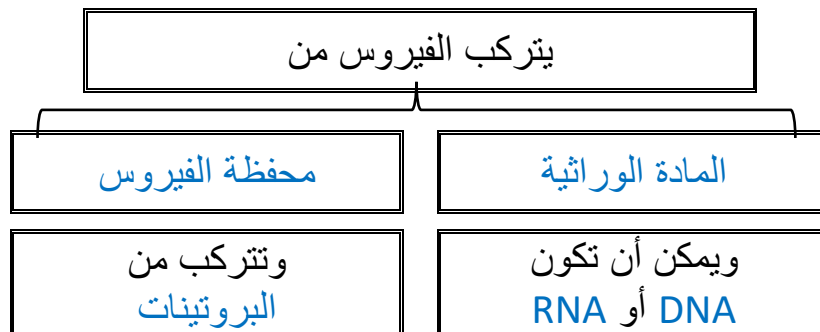 يتركب الفيروس من
المادة الوراثية
محفظة الفيروس
ويمكن أن تكون
DNA أو RNA
وتتركب من
البروتينات